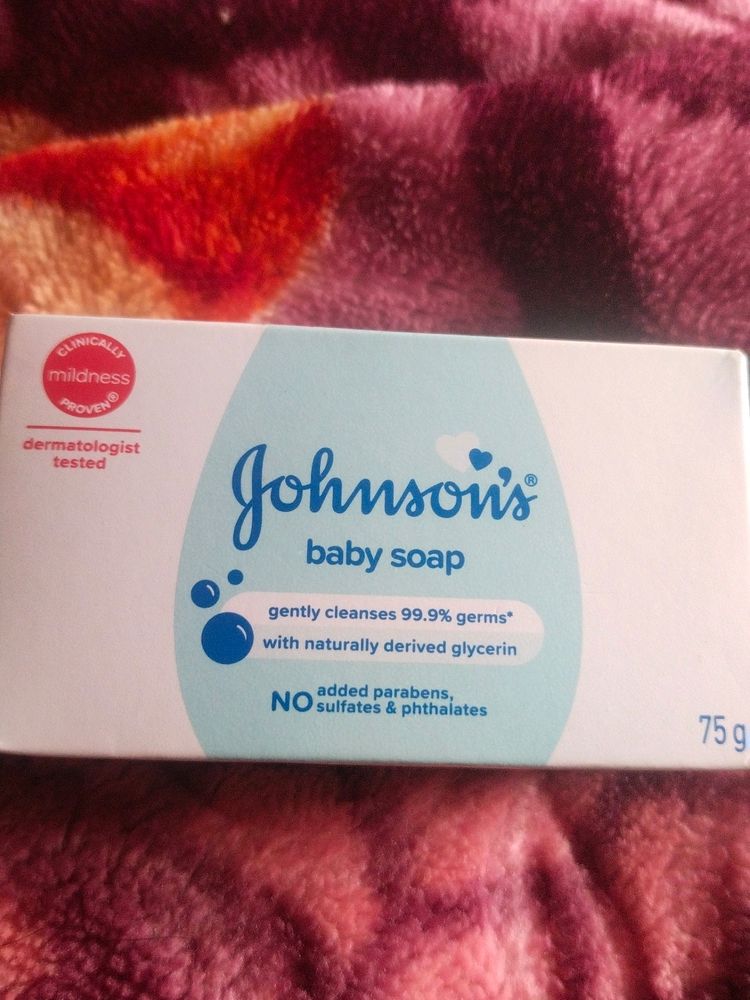 CLINICALLY
mildness
PROVEN®
dermatologist
tested
Johnson's®
baby soap
gently cleanses 99.9% germs*
with naturally derived glycerin
NO added parabens,
sulfates & phthalates
75 g